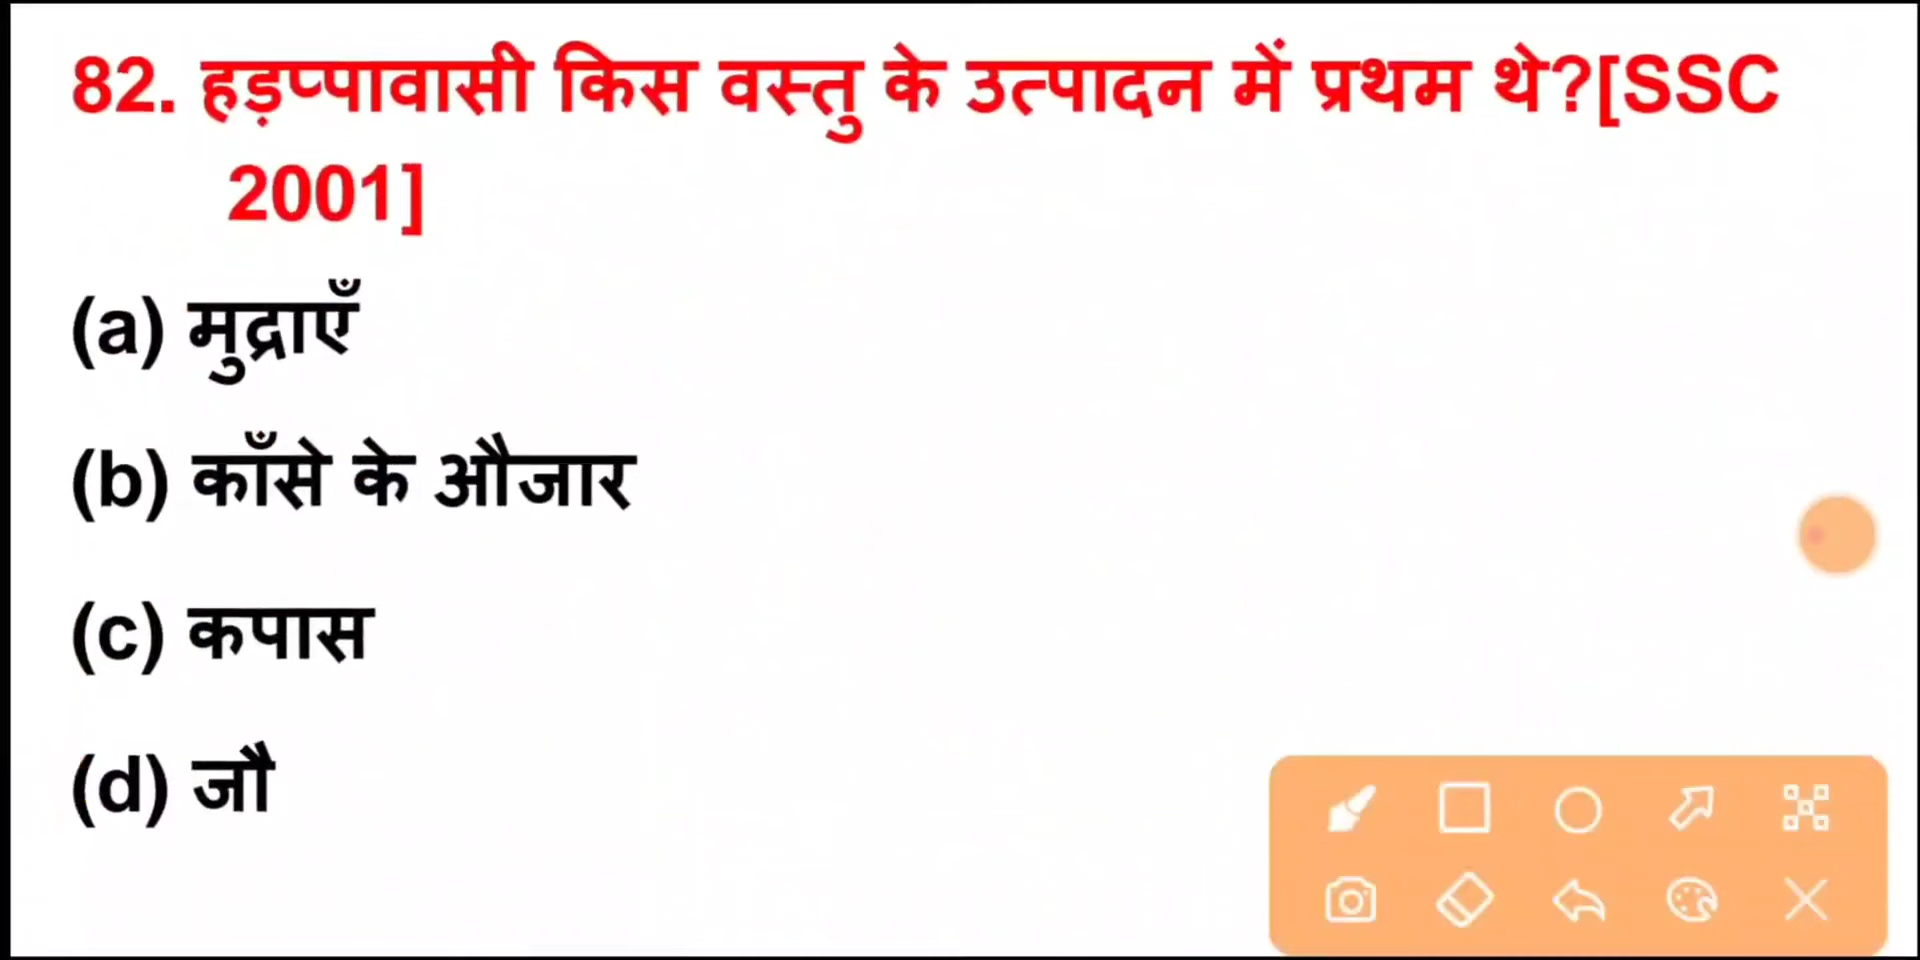 82. हड़प्पावासी किस वस्तु के उत्पादन में प्रथम थे?[SSC
2001]
(a) मुद्राएँ
(b) काँसे के औजार
(c) कपास
(d) जौ